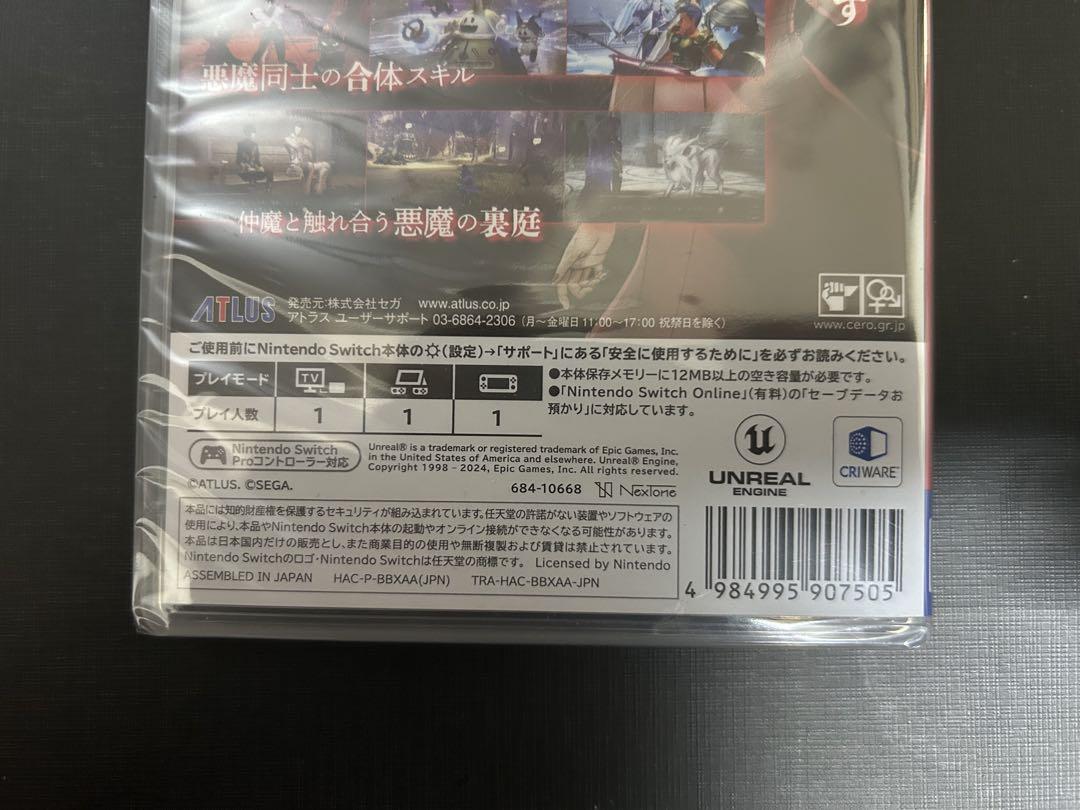 す
悪魔同士の合体スキル
仲魔と触れ合う悪魔の裏庭
ATLUS 発売元:株式会社セガ www.atlus.co.jp
アトラス ユーザーサポート 03-6864-2306 (月~金曜日11:00~17:00 祝祭日を除く)
www.cero.gr.jp
ご使用前にNintendo Switch本体の(設定)→「サポート」にある「安全に使用するために」を必ずお読みください。
プレイモード TV
プレイ人数 1 1 1
●本体保存メモリーに12MB以上の空き容量が必要です。
●「Nintendo Switch Online」(有料)の「セーブデータお
預かり」に対応しています。
Nintendo Switch
Proコントローラー対応
Unreal® is a trademark or registered trademark of Epic Games, Inc.
in the United States of America and elsewhere. Unreal® Engine,
Copyright 1998 – 2024, Epic Games, Inc. All rights reserved.
UNREAL
ENGINE
CRIWARE
©ATLUS. ©SEGA.
684-10668 NexTone
本品には知的財産権を保護するセキュリティが組込まれています。任天堂の許諾がない装置やソフトウェアの
使用により、本品やNintendo Switch本体の起動やオンライン接続ができなくなる可能性があります。
本品は日本国内だけの販売とし、また商業目的の使用や無断複製および賃貸は禁止されています。
Nintendo Switchのロゴ・Nintendo Switchは任天堂の商標です。 Licensed by Nintendo
ASSEMBLED IN JAPAN HAC-P-BBXAA(JPN) TRA-HAC-BBXAA-JPN
4 984995 907505